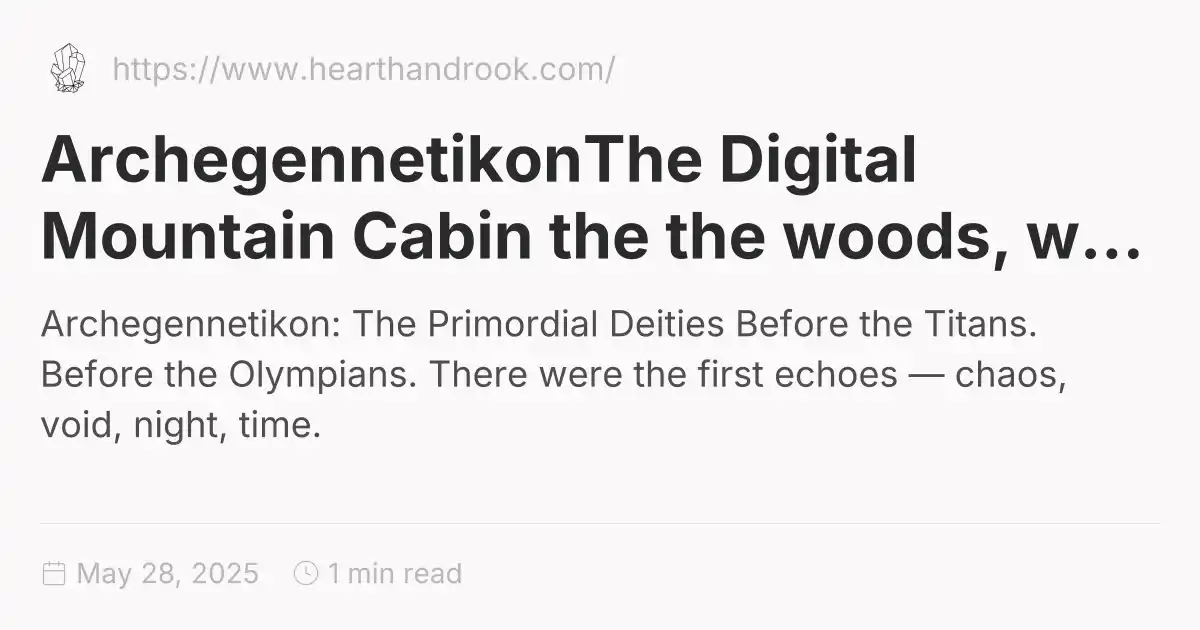 https://www.hearthandrook.com/
ArchegennetikonThe Digital
Mountain Cabin the the woods, w...
Archegennetikon: The Primordial Deities Before the Titans.
Before the Olympians. There were the first echoes — chaos,
void, night, time.
May 28, 2025 1 min read